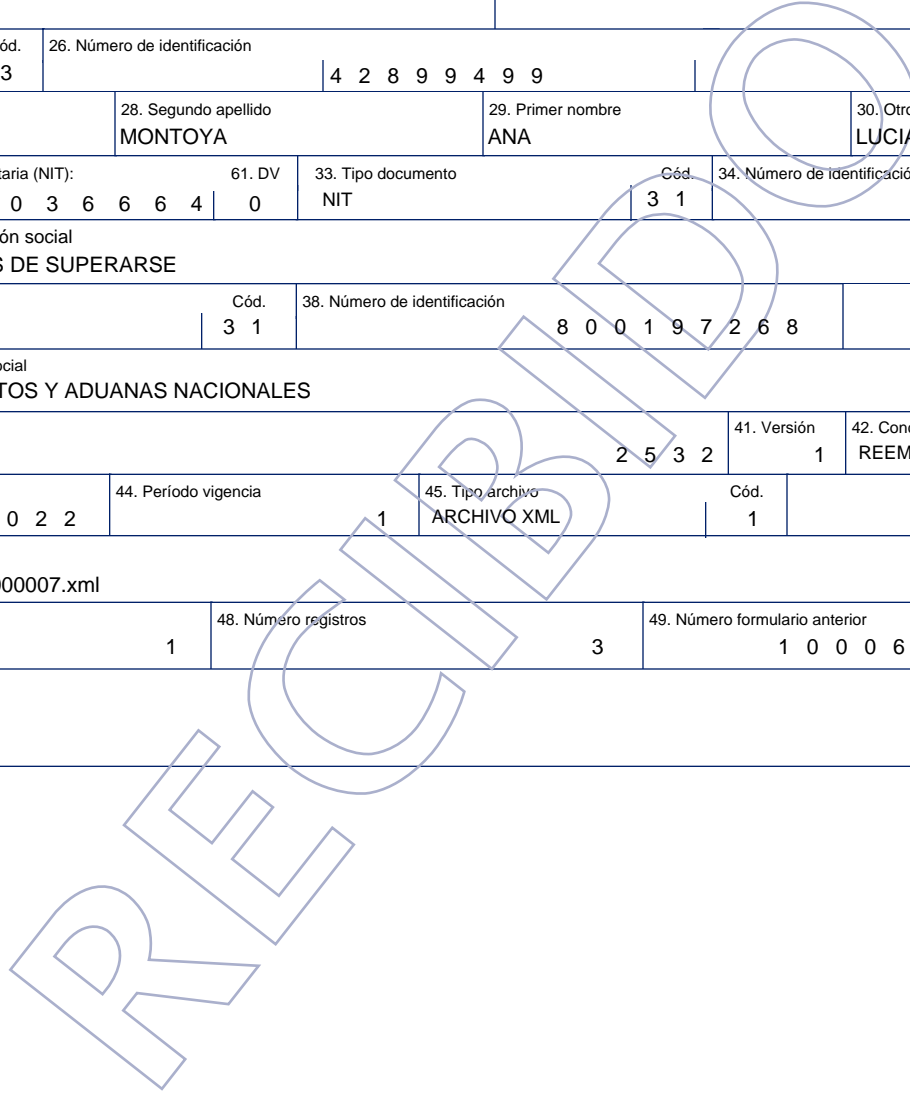 ód. 26. Número de identificación
3 4 2 8 9 9 4 9 9
28. Segundo apellido 29. Primer nombre 30. Otro
MONTOYA ANA LUCIA
taria (NIT): 61. DV 33. Tipo documento Cód. 34. Número de identificació
0 3 6 6 6 4 0 NIT 3 1
ón social
S DE SUPERARSE
Cód. 38. Número de identificación
3 1 8 0 0 1 9 7 2 6 8
ocial
TOS Y ADUANAS NACIONALES
41. Versión 42. Conc
2 5 3 2 1 REEM
44. Período vigencia 45. Tipo archivo Cód.
0 2 2 1 ARCHIVO XML 1
000007.xml
48. Número registros 49. Número formulario anterior
1 3 1 0 0 0 6
RECIBIDO